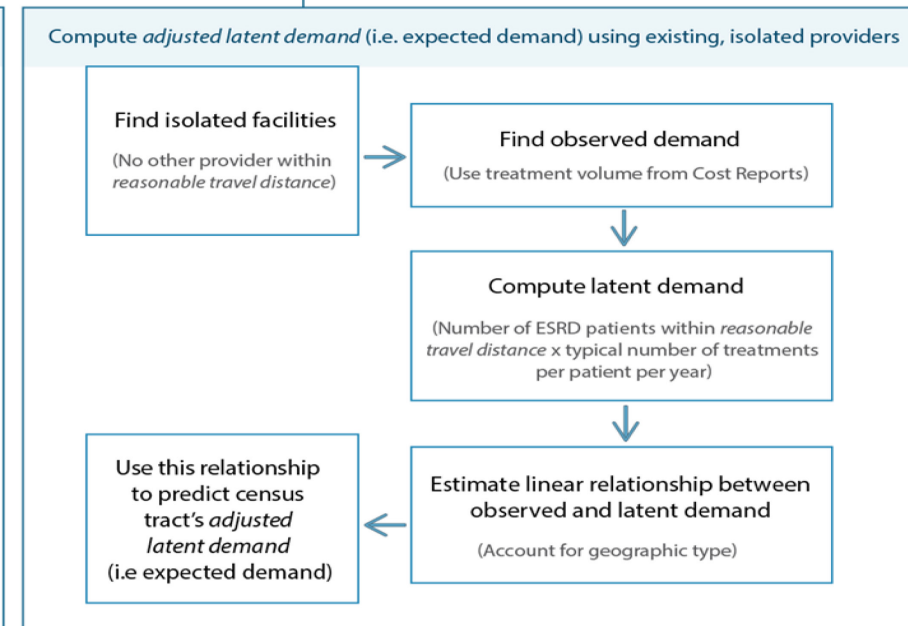 Compute adjusted latent demand (i.e. expected demand) using existing, isolated providers
Find isolated facilities
(No other provider within
reasonable travel distance)
Find observed demand
(Use treatment volume from Cost Reports)
Compute latent demand
(Number of ESRD patients within reasonable
travel distance x typical number of treatments
per patient per year)
Estimate linear relationship between
observed and latent demand
(Account for geographic type)
Use this relationship
to predict census
tract's adjusted
latent demand
(i.e expected demand)